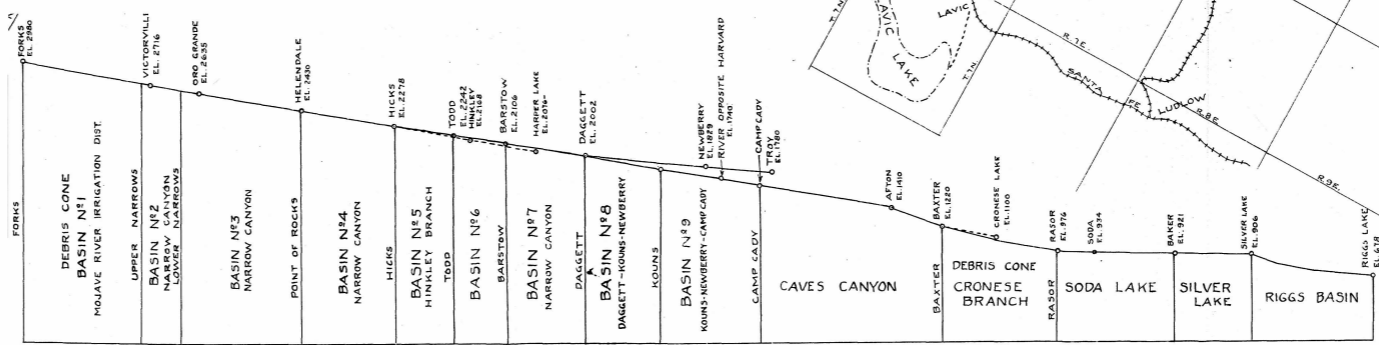 FORKS
EL. 2980
VICTORVILLE
EL. 2716
ORO GRANDE
EL. 2635
HELENDALE
EL. 2430
HICKS
EL. 2278
TODD
EL. 2242
HINKLEY
EL. 2168
BARSTOW
EL. 2106
HARPER LAKE
DAGGETT
EL. 2002
NEWBERRY
EL. 1829
RIVER OPPOSITE HARVARD
EL. 1740
CAMP CADY
TROY
EL. 1780
AFTON
EL. 1410
BAXTER
EL. 1220
CRONESE LAKE
EL. 1100
RASOR
EL. 976
SODA
EL. 934
BAKER
EL. 921
SILVER LAKE
EL. 906
RIGGS LAKE
EL. 678
FORKS
DEBRIS CONE
BASIN Nº1
MOJAVE RIVER IRRIGATION DIST.
UPPER NARROWS
BASIN Nº2
NARROW CANYON
LOWER NARROWS
BASIN Nº3
NARROW CANYON
POINT OF ROCKS
BASIN Nº4
NARROW CANYON
HICKS
BASIN Nº5
HINKLEY BRANCH
TODD
BASIN Nº6
BARSTOW
BASIN Nº7
NARROW CANYON
DAGGETT
BASIN Nº8
DAGGETT-KOUNS-NEWBERRY
KOUNS
BASIN Nº9
KOUNS-NEWBERRY-CAMP CADY
CAMP CADY
CAVES CANYON
BAXTER
DEBRIS CONE
CRONESE
BRANCH
RASOR
SODA LAKE
SILVER
LAKE
RIGGS BASIN
T. 7N.
LAVIC
LAKE
LAVIC
T. 7N.
R. 7E.
SANTA FE
LUDLOW
R. 8E.
R. 9E.